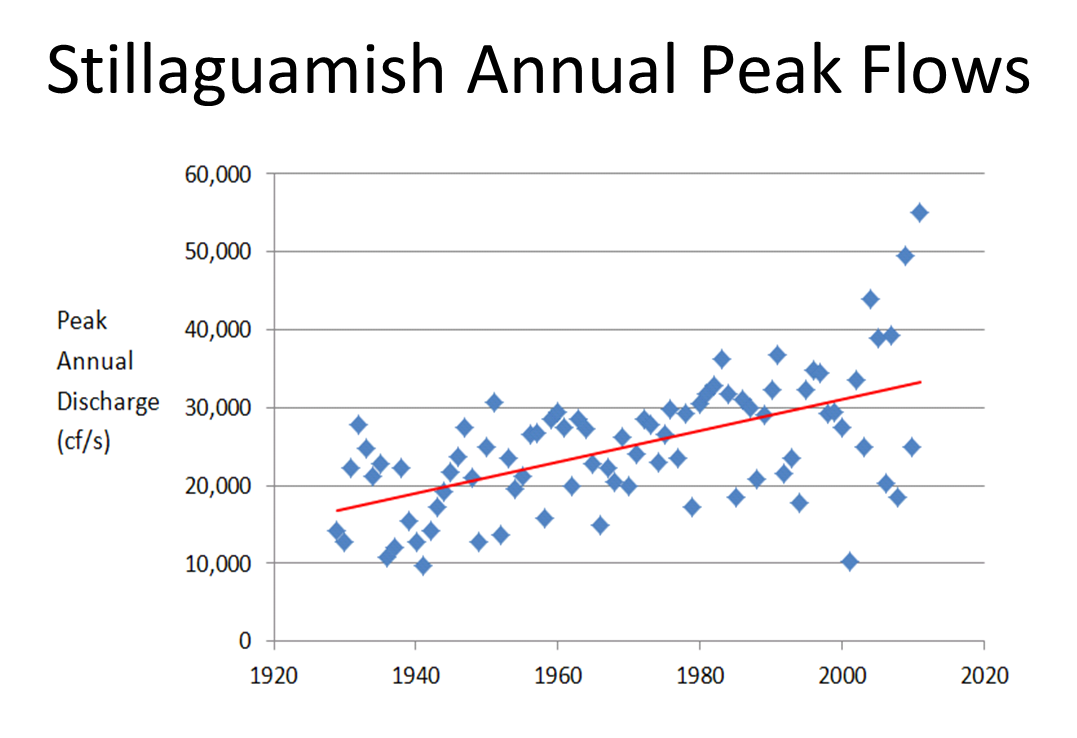 Stillaguamish Annual Peak Flows
60,000
50,000
40,000
30,000
20,000
10,000
0
Peak
Annual
Discharge
(cf/s)
1920 1940 1960 1980 2000 2020